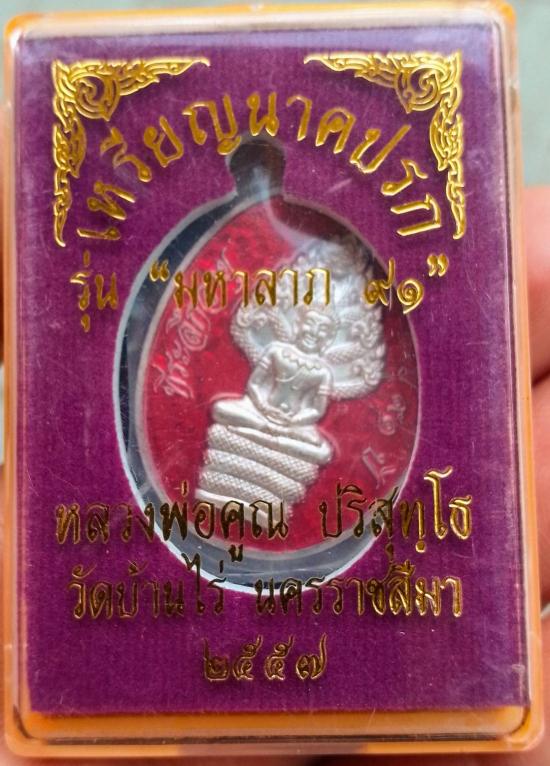 เหรียญนาคปรก
รุ่น “มหาลาภ ๙๑”
หลวงพ่อคูณ ปริสุทฺโธ
วัดบ้านไร่ นครราชสีมา
๒๕๕๗